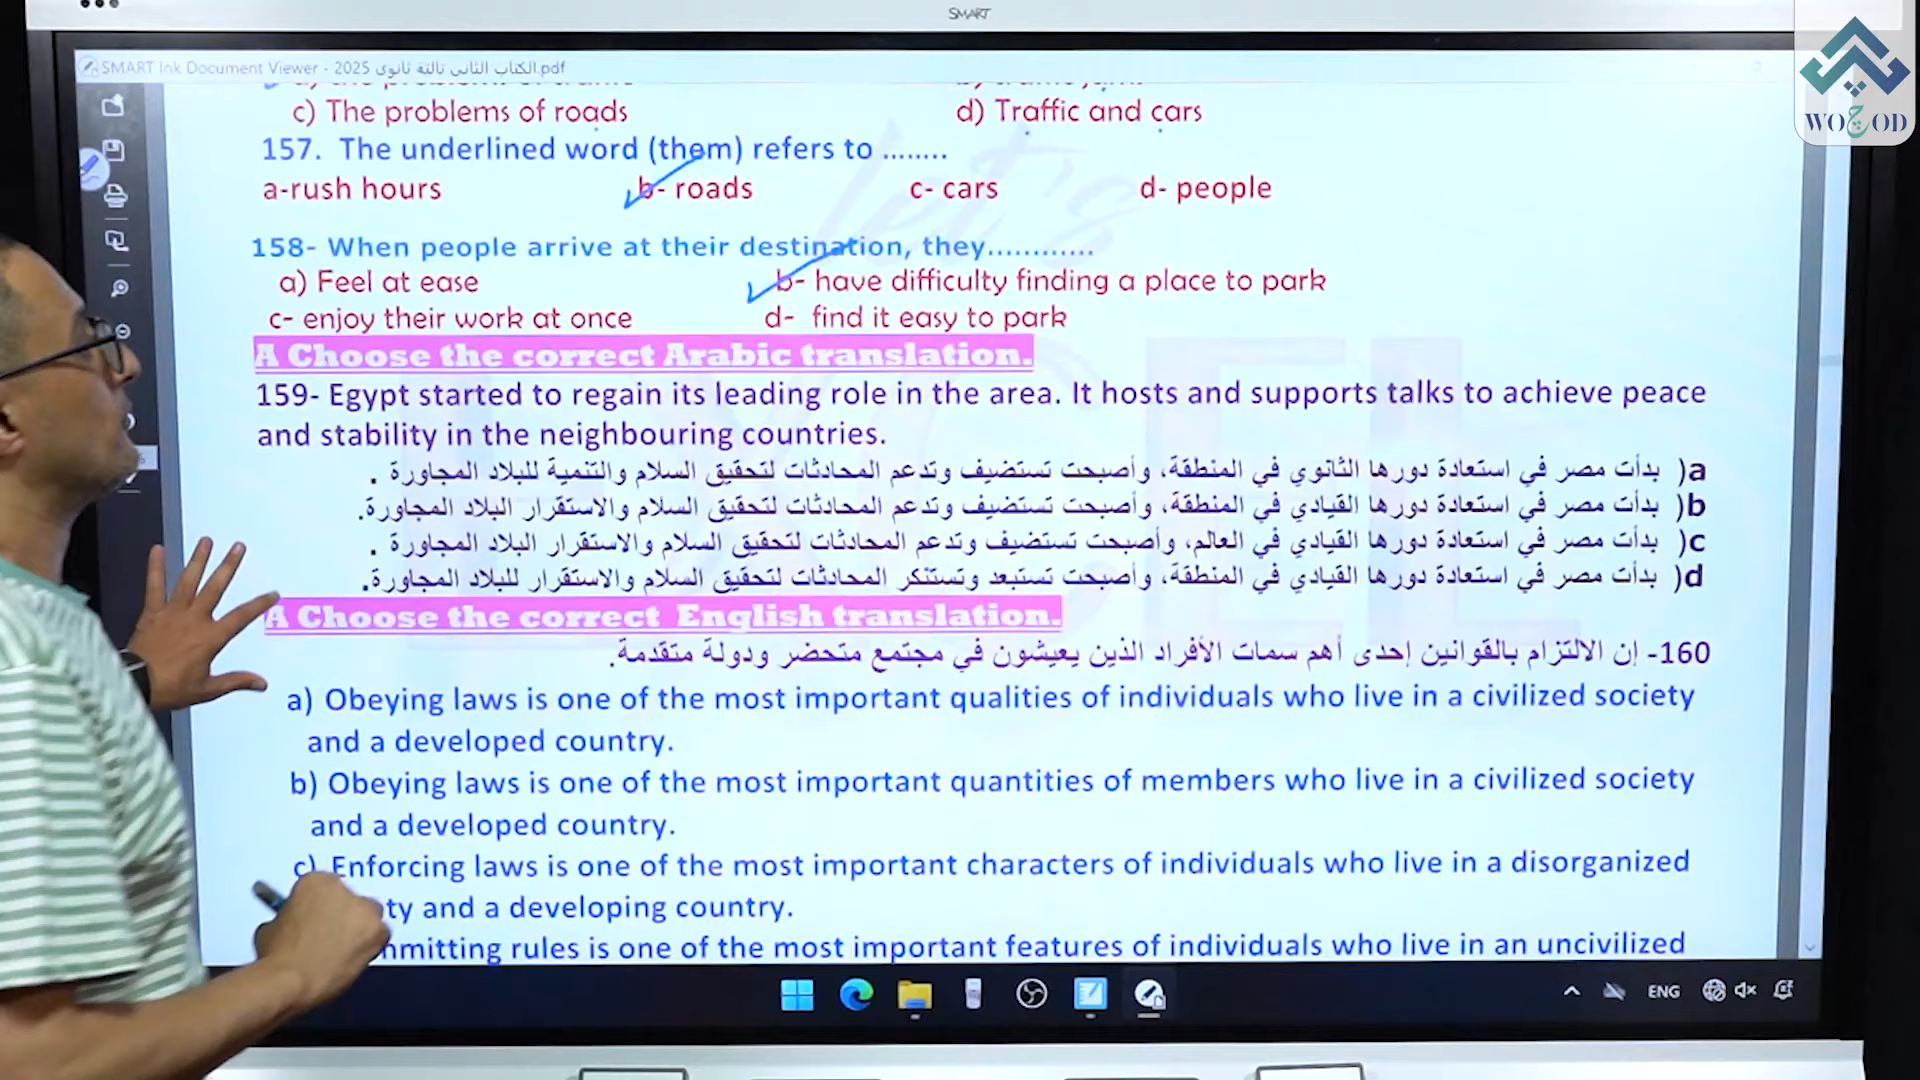 SMART
WOJOD
SMART Ink Document Viewer - الكتاب الثانى تالتة ثانوى 2025.pdf
c) The problems of roads
d) Traffic and cars
157. The underlined word (them) refers to ........
a-rush hours b- roads c- cars d- people
158- When people arrive at their destination, they............
a) Feel at ease b- have difficulty finding a place to park
c- enjoy their work at once d- find it easy to park
A Choose the correct Arabic translation.
159- Egypt started to regain its leading role in the area. It hosts and supports talks to achieve peace
and stability in the neighbouring countries.
a) بدأت مصر في استعادة دورها الثانوي في المنطقة، وأصبحت تستضيف وتدعم المحادثات لتحقيق السلام والتنمية للبلاد المجاورة .
b) بدأت مصر في استعادة دورها القيادي في المنطقة، وأصبحت تستضيف وتدعم المحادثات لتحقيق السلام والاستقرار البلاد المجاورة.
c) بدأت مصر في استعادة دورها القيادي في العالم، وأصبحت تستضيف وتدعم المحادثات لتحقيق السلام والاستقرار البلاد المجاورة .
d) بدأت مصر في استعادة دورها القيادي في المنطقة، وأصبحت تستبعد وتستنكر المحادثات لتحقيق السلام والاستقرار للبلاد المجاورة.
A Choose the correct English translation.
160- إن الالتزام بالقوانين إحدى أهم سمات الأفراد الذين يعيشون في مجتمع متحضر ودولة متقدمة.
a) Obeying laws is one of the most important qualities of individuals who live in a civilized society
and a developed country.
b) Obeying laws is one of the most important quantities of members who live in a civilized society
and a developed country.
c) Enforcing laws is one of the most important characters of individuals who live in a disorganized
and a developing country.
rules is one of the most important features of individuals who live in an uncivilized
ENG